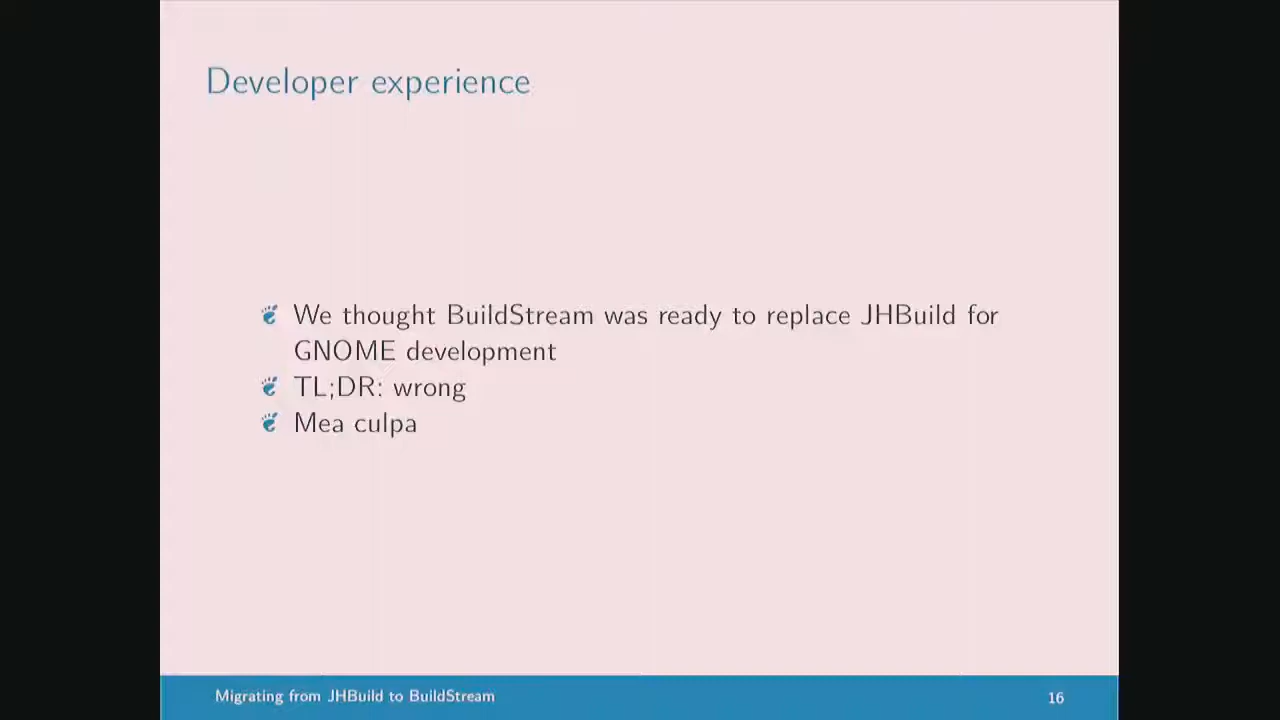 Developer experience
We thought BuildStream was ready to replace JHBuild for
GNOME development
TL;DR: wrong
Mea culpa
Migrating from JHBuild to BuildStream
16